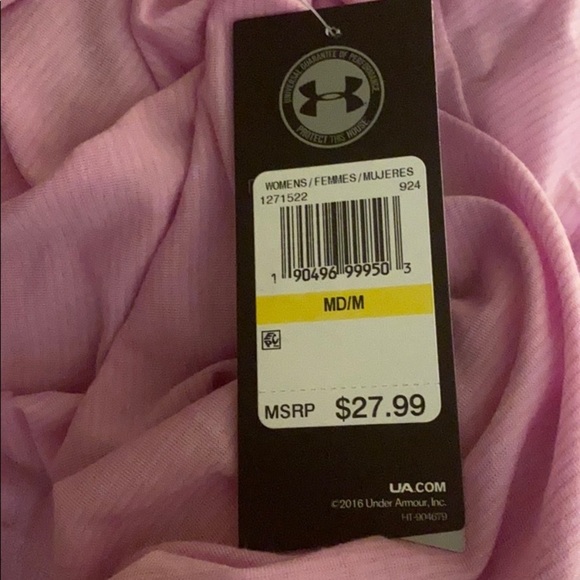 UNIVERSAL GUARANTEE OF PERFORMANCE
PROTECT THIS HOUSE
WOMENS/FEMMES/MUJERES
1271522 924
1 90496 99950 3
MD/M
MSRP $27.99
UA.COM
©2016 Under Armour, Inc.
HT-904679